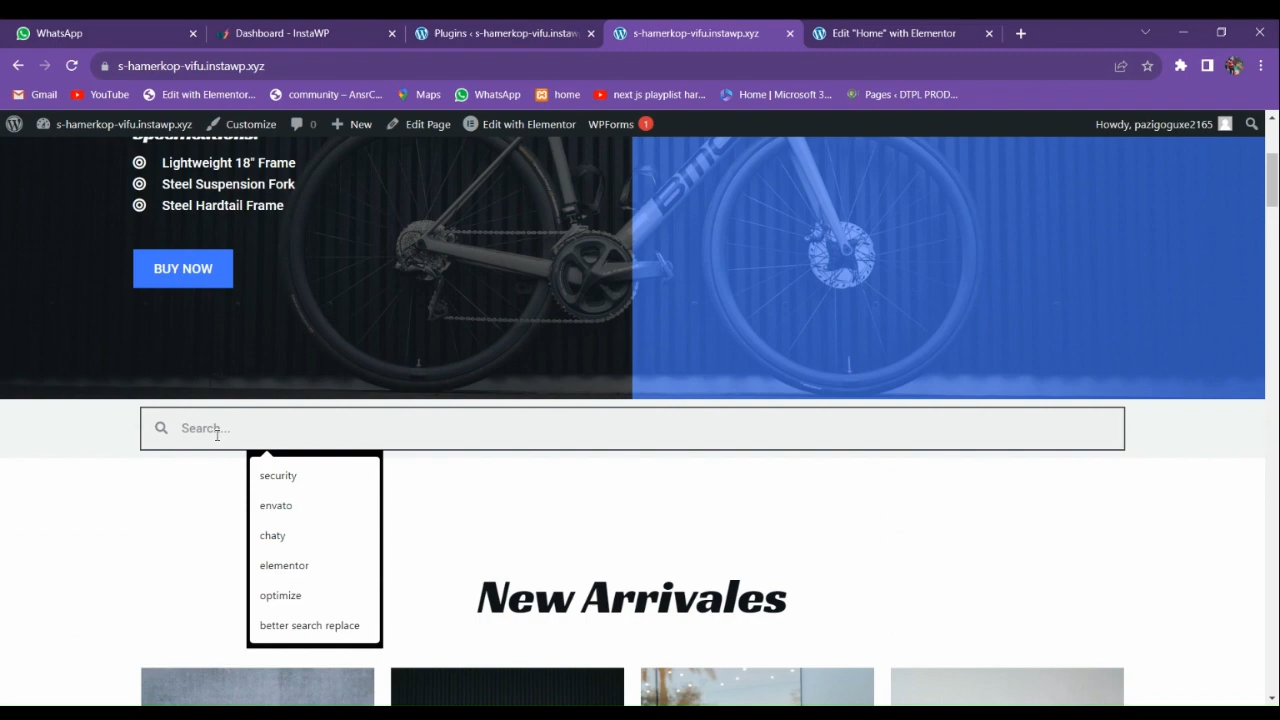 WhatsApp
Dashboard - InstaWP
Plugins ‹ s-hamerkop-vifu.instaw
s-hamerkop-vifu.instawp.xyz
Edit "Home" with Elementor
s-hamerkop-vifu.instawp.xyz
Gmail
YouTube
Edit with Elementor...
community – AnsrC...
Maps
WhatsApp
home
next js playplist har...
Home | Microsoft 3...
Pages ‹ DTPL PROD...
s-hamerkop-vifu.instawp.xyz
Customize
0
New
Edit Page
Edit with Elementor
WPForms 1
Howdy, pazigoguxe2165
Lightweight 18" Frame
Steel Suspension Fork
Steel Hardtail Frame
BUY NOW
Search...
security
envato
chaty
elementor
optimize
better search replace
New Arrivales